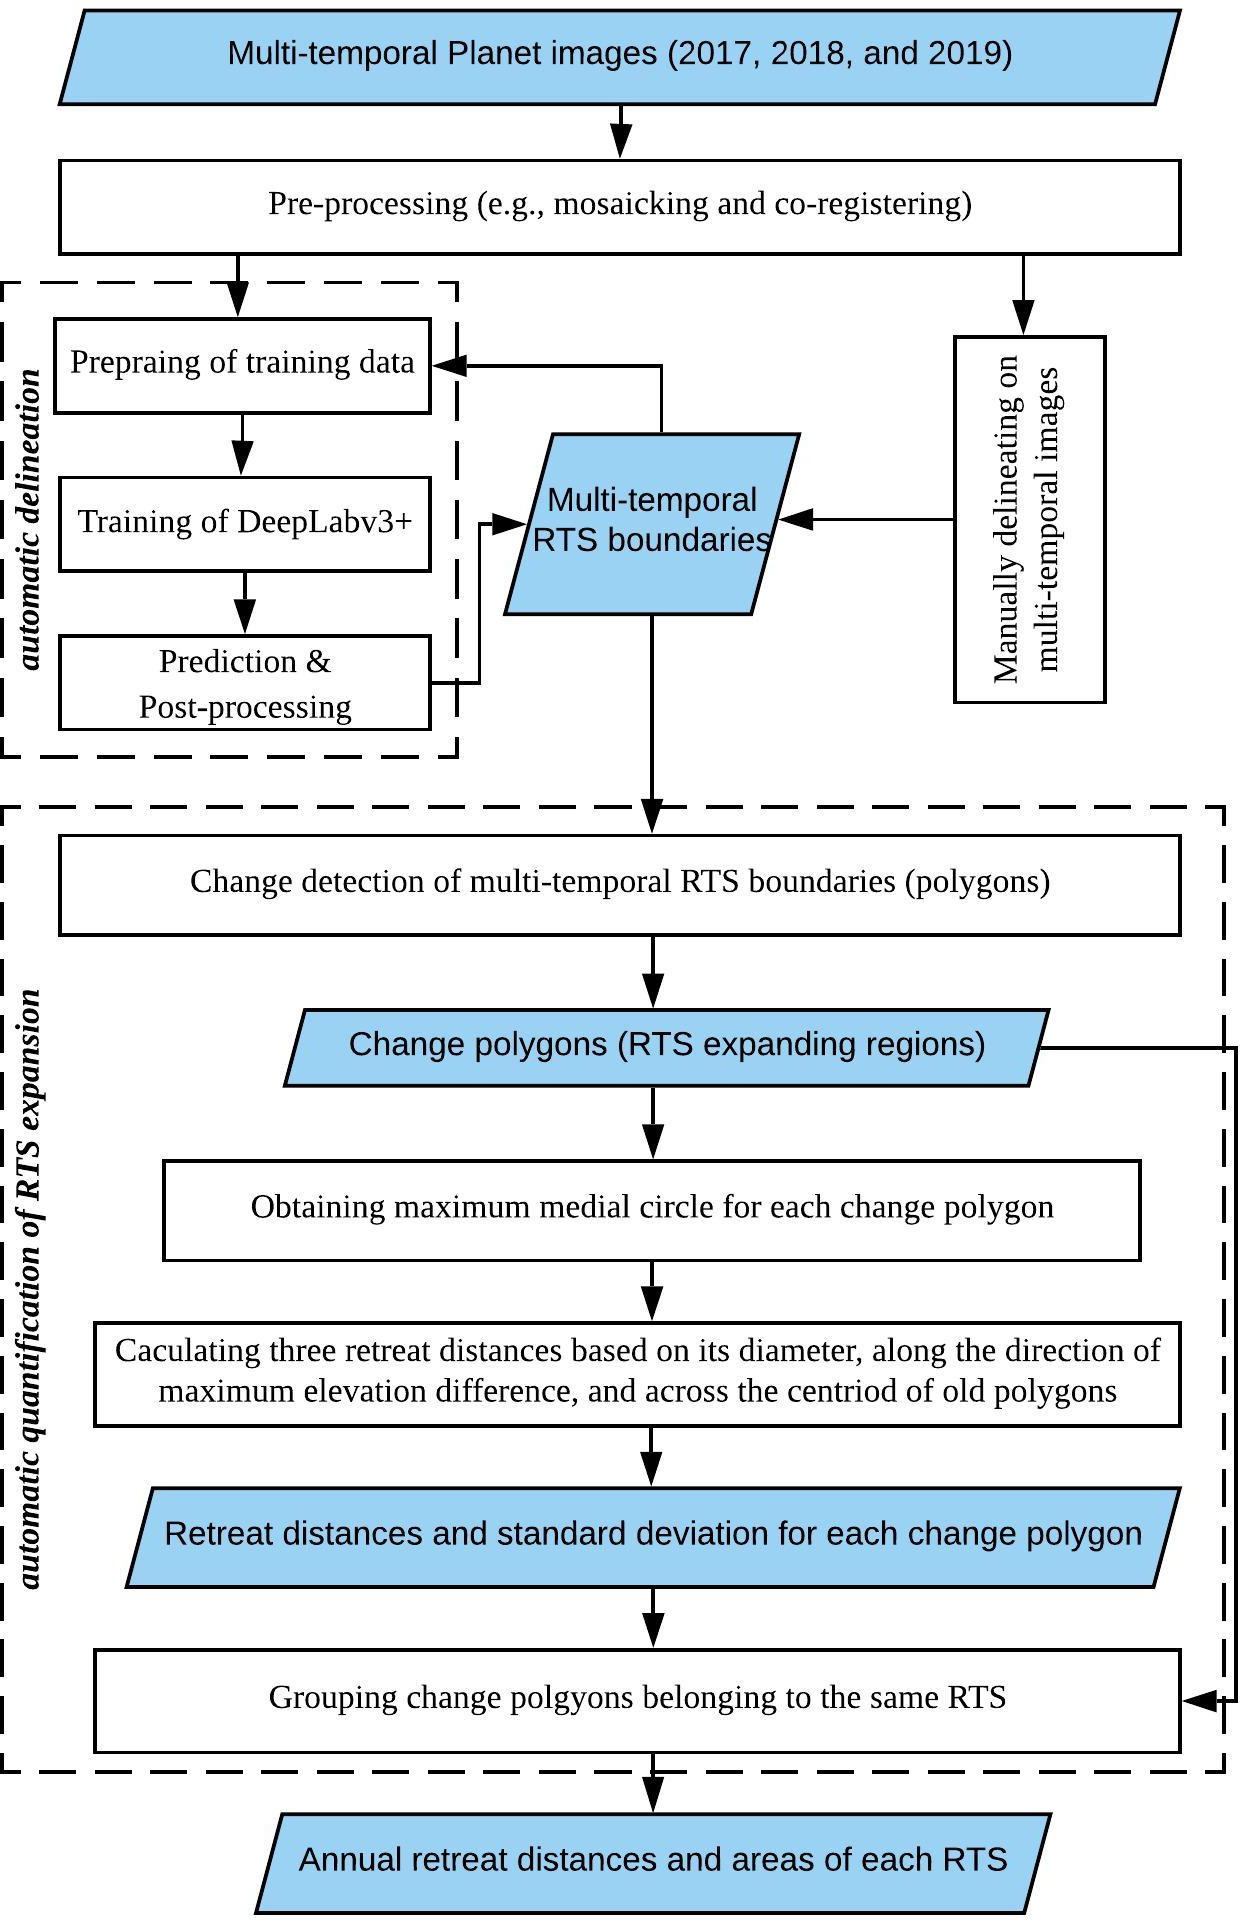 Multi-temporal Planet images (2017, 2018, and 2019)
Pre-processing (e.g., mosaicking and co-registering)
automatic delineation
Prepraing of training data
Training of DeepLabv3+
Prediction &
Post-processing
Multi-temporal
RTS boundaries
Manually delineating on
multi-temporal images
automatic quantification of RTS expansion
Change detection of multi-temporal RTS boundaries (polygons)
Change polygons (RTS expanding regions)
Obtaining maximum medial circle for each change polygon
Caculating three retreat distances based on its diameter, along the direction of
maximum elevation difference, and across the centriod of old polygons
Retreat distances and standard deviation for each change polygon
Grouping change polgyons belonging to the same RTS
Annual retreat distances and areas of each RTS